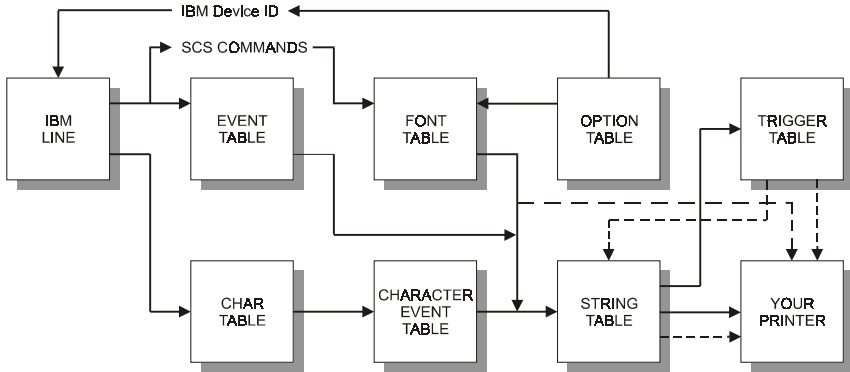 IBM Device ID
SCS COMMANDS
IBM
LINE
EVENT
TABLE
FONT
TABLE
OPTION
TABLE
TRIGGER
TABLE
CHAR
TABLE
CHARACTER
EVENT
TABLE
STRING
TABLE
YOUR
PRINTER